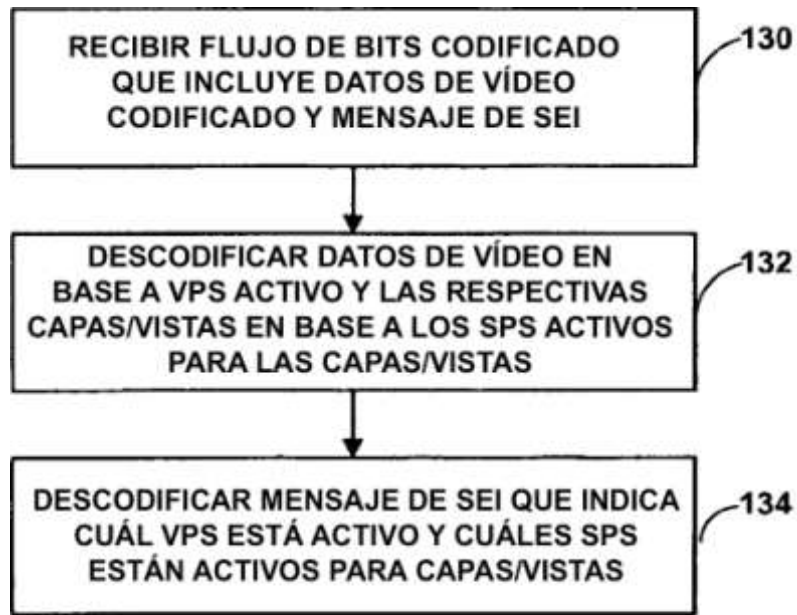 RECIBIR FLUJO DE BITS CODIFICADO
QUE INCLUYE DATOS DE VÍDEO
CODIFICADO Y MENSAJE DE SEI
130
DESCODIFICAR DATOS DE VÍDEO EN
BASE A VPS ACTIVO Y LAS RESPECTIVAS
CAPAS/VISTAS EN BASE A LOS SPS ACTIVOS
PARA LAS CAPAS/VISTAS
132
DESCODIFICAR MENSAJE DE SEI QUE INDICA
CUÁL VPS ESTÁ ACTIVO Y CUÁLES SPS
ESTÁN ACTIVOS PARA CAPAS/VISTAS
134